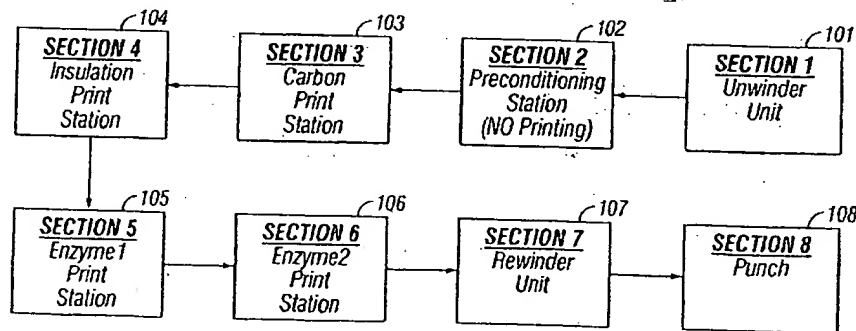 104
SECTION 4
Insulation
Print
Station
103
SECTION 3
Carbon
Print
Station
102
SECTION 2
Preconditioning
Station
(NO Printing)
101
SECTION 1
Unwinder
Unit
105
SECTION 5
Enzyme1
Print
Station
106
SECTION 6
Enzyme2
Print
Station
107
SECTION 7
Rewinder
Unit
108
SECTION 8
Punch